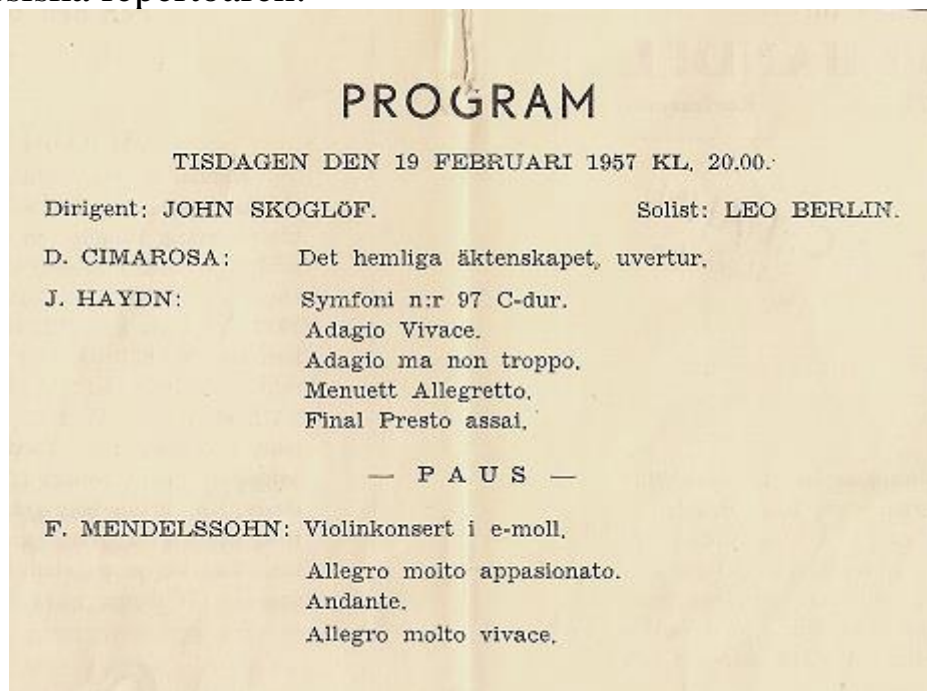 PROGRAM
TISDAGEN DEN 19 FEBRUARI 1957 KL. 20.00.
Dirigent: JOHN SKOGLÖF. Solist: LEO BERLIN.
D. CIMAROSA: Det hemliga äktenskapet, uvertur.
J. HAYDN: Symfoni n:r 97 C-dur.
Adagio Vivace.
Adagio ma non troppo.
Menuett Allegretto.
Final Presto assai.
— PAUS —
F. MENDELSSOHN: Violinkonsert i e-moll.
Allegro molto appasionato.
Andante.
Allegro molto vivace.